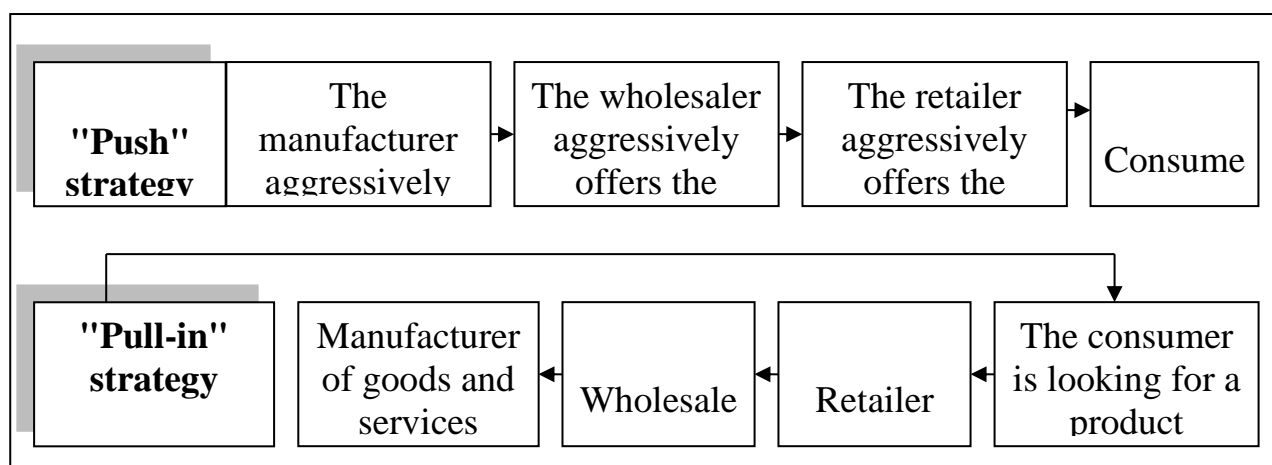 "Push"
strategy
The
manufacturer
aggressively
The wholesaler
aggressively
offers the
The retailer
aggressively
offers the
Consume
"Pull-in"
strategy
Manufacturer
of goods and
services
Wholesale
Retailer
The consumer
is looking for a
product